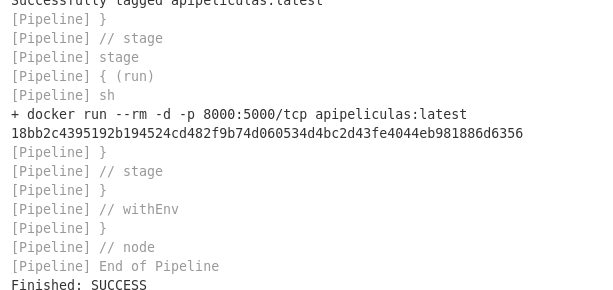 Successfully tagged apipeliculas:latest
[Pipeline] }
[Pipeline] // stage
[Pipeline] stage
[Pipeline] { (run)
[Pipeline] sh
+ docker run --rm -d -p 8000:5000/tcp apipeliculas:latest
18bb2c4395192b194524cd482f9b74d060534d4bc2d43fe4044eb981886d6356
[Pipeline] }
[Pipeline] // stage
[Pipeline] }
[Pipeline] // withEnv
[Pipeline] }
[Pipeline] // node
[Pipeline] End of Pipeline
Finished: SUCCESS